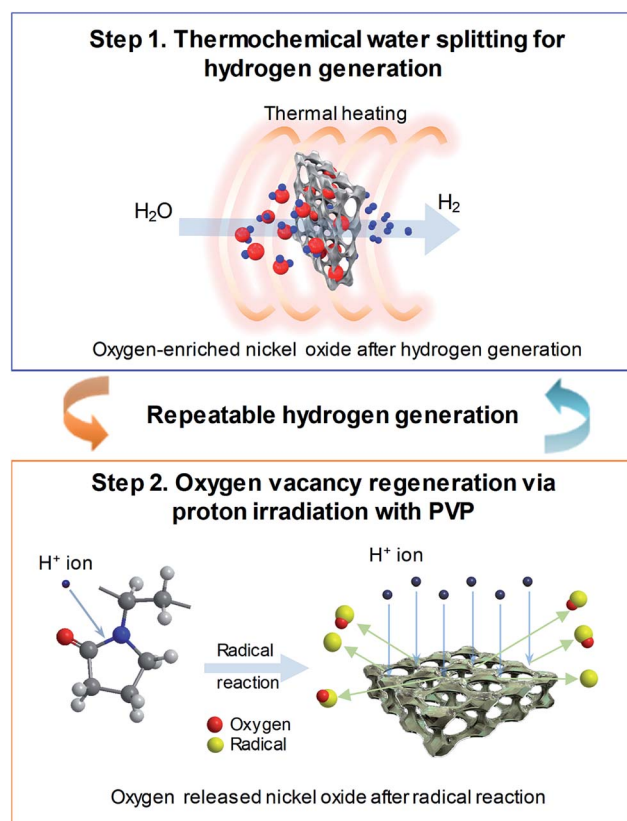 Step 1. Thermochemical water splitting for
hydrogen generation
Thermal heating
H₂O
H₂
Oxygen-enriched nickel oxide after hydrogen generation
Repeatable hydrogen generation
Step 2. Oxygen vacancy regeneration via
proton irradiation with PVP
H⁺ ion
H⁺ ion
Radical
reaction
Oxygen
Radical
Oxygen released nickel oxide after radical reaction